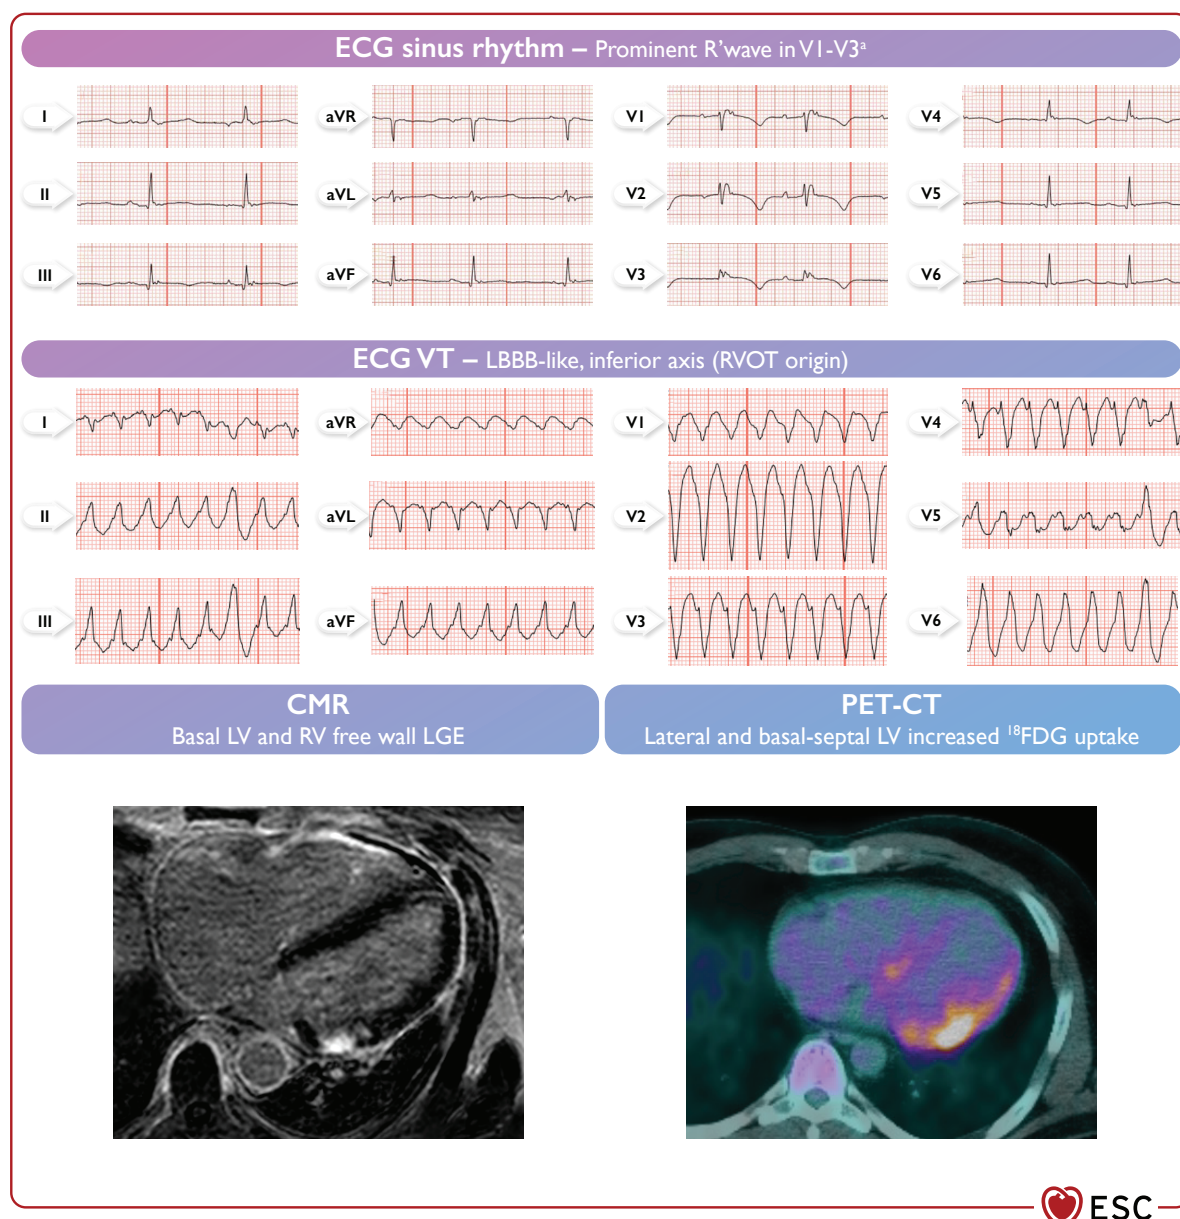 ECG sinus rhythm – Prominent R'wave in V1-V3ᵃ
I
aVR
V1
V4
II
aVL
V2
V5
III
aVF
V3
V6
ECG VT – LBBB-like, inferior axis (RVOT origin)
I
aVR
V1
V4
II
aVL
V2
V5
III
aVF
V3
V6
CMR
Basal LV and RV free wall LGE
PET-CT
Lateral and basal-septal LV increased ¹⁸FDG uptake
ESC